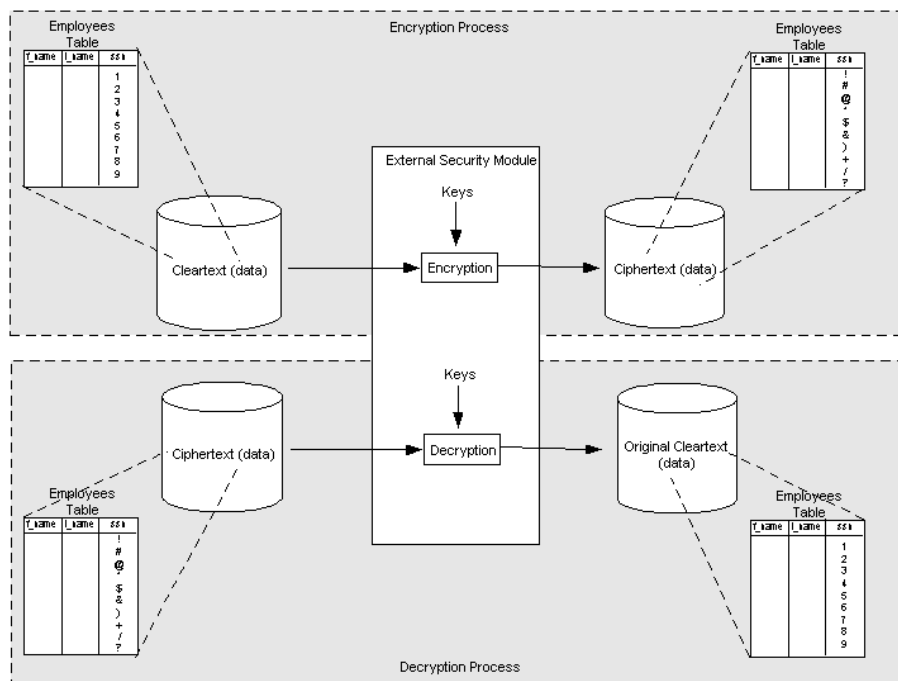 Encryption Process
Employees
Table
f_name l_name ssn
1
2
3
4
5
6
7
8
9
Cleartext (data)
External Security Module
Keys
Encryption
Employees
Table
f_name l_name ssn
!
#
@
$
&
)
+
/
?
Ciphertext (data)
Ciphertext (data)
Employees
Table
f_name l_name ssn
!
#
@
$
&
)
+
/
?
Keys
Decryption
Original Cleartext
(data)
Employees
Table
f_name l_name ssn
1
2
3
4
5
6
7
8
9
Decryption Process